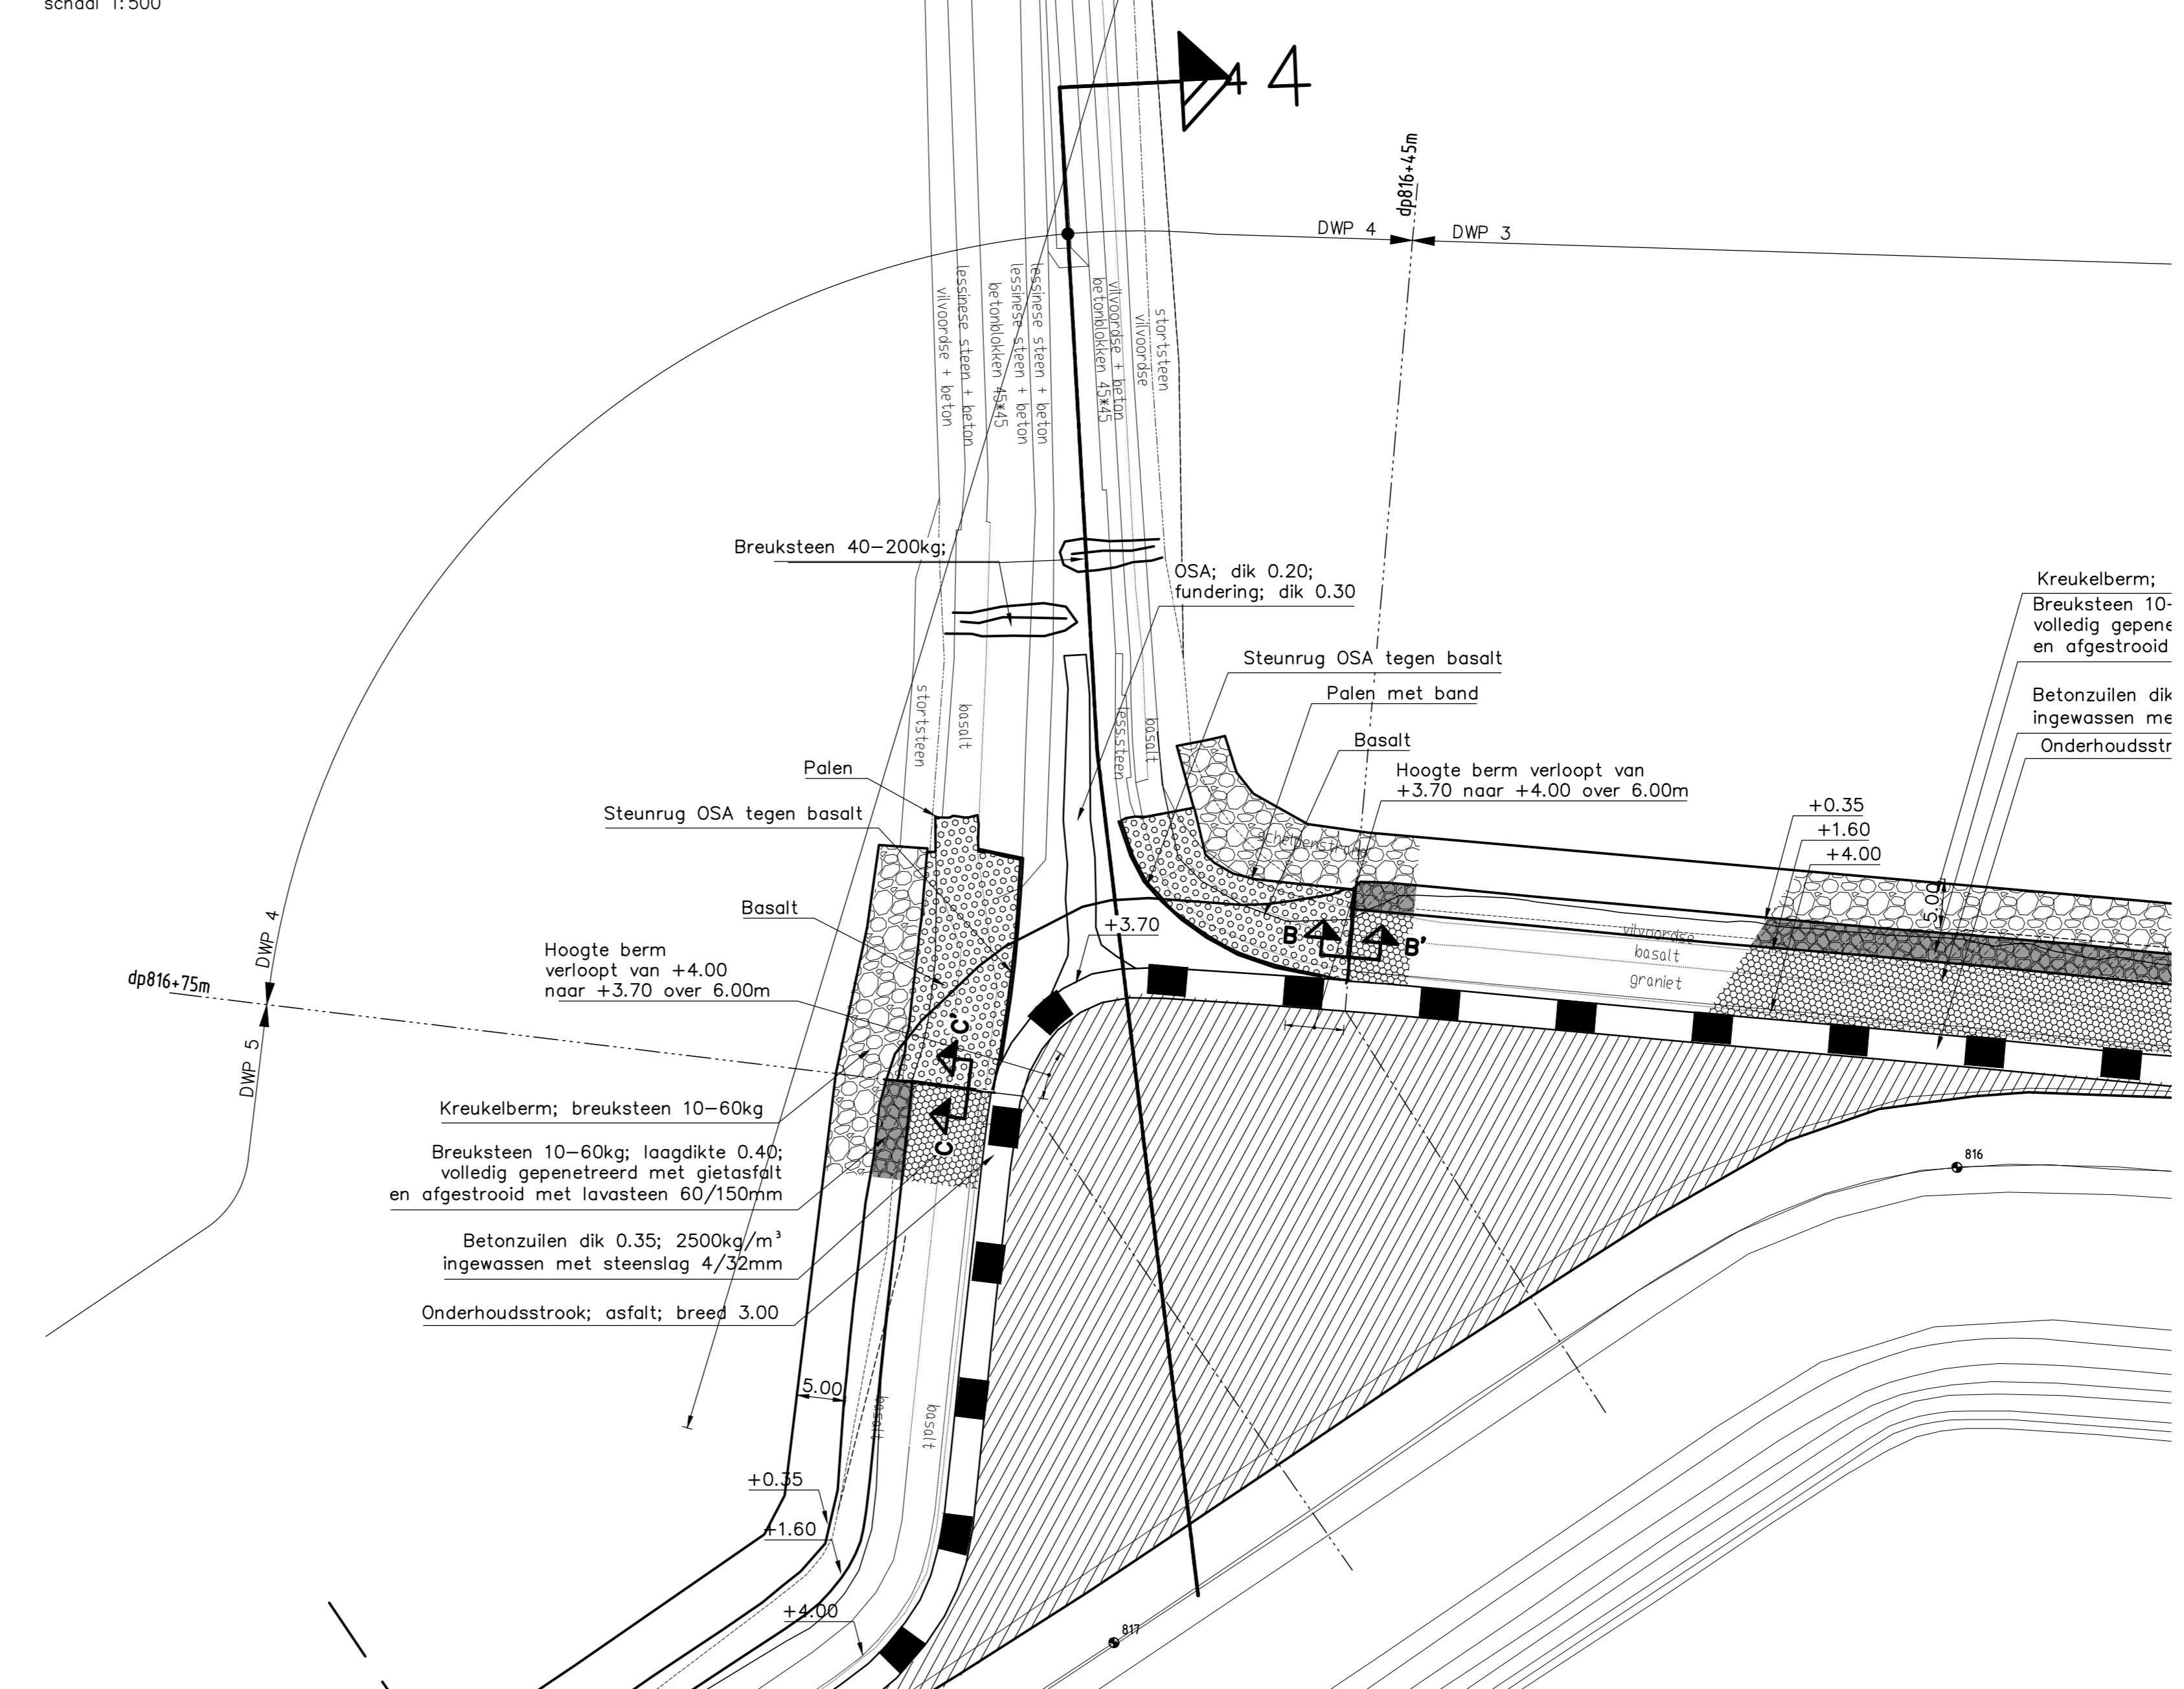 schaal 1:500
4 4
dp816+45m
DWP 4
DWP 3
vilvoordse + beton
lessinese steen + beton
betonblokken 45*45
lessinese steen + beton
lessinese steen + beton
betonblokken 45*45
vilvoordse + beton
vilvoordse
stortsteen
Breuksteen 40-200kg;
OSA; dik 0.20;
fundering; dik 0.30
Kreukelberm;
Breuksteen 10-
volledig gepene
en afgestrooid
Steunrug OSA tegen basalt
Palen met band
Betonzuilen dik
ingewassen me
Onderhoudsstr
stortsteen
basalt
less.steen
basalt
Basalt
Hoogte berm verloopt van
+3.70 naar +4.00 over 6.00m
Palen
Steunrug OSA tegen basalt
+0.35
+1.60
+4.00
schelpenstrand
5.00
Basalt
+3.70
B
B'
vilvoordse
basalt
graniet
DWP 4
dp816+75m
DWP 5
Hoogte berm
verloopt van +4.00
naar +3.70 over 6.00m
C'
C
Kreukelberm; breuksteen 10-60kg
Breuksteen 10-60kg; laagdikte 0.40;
volledig gepenetreerd met gietasfalt
en afgestrooid met lavasteen 60/150mm
816
Betonzuilen dik 0.35; 2500kg/m³
ingewassen met steenslag 4/32mm
Onderhoudsstrook; asfalt; breed 3.00
5.00
basalt
basalt
+0.35
+1.60
+4.00
817